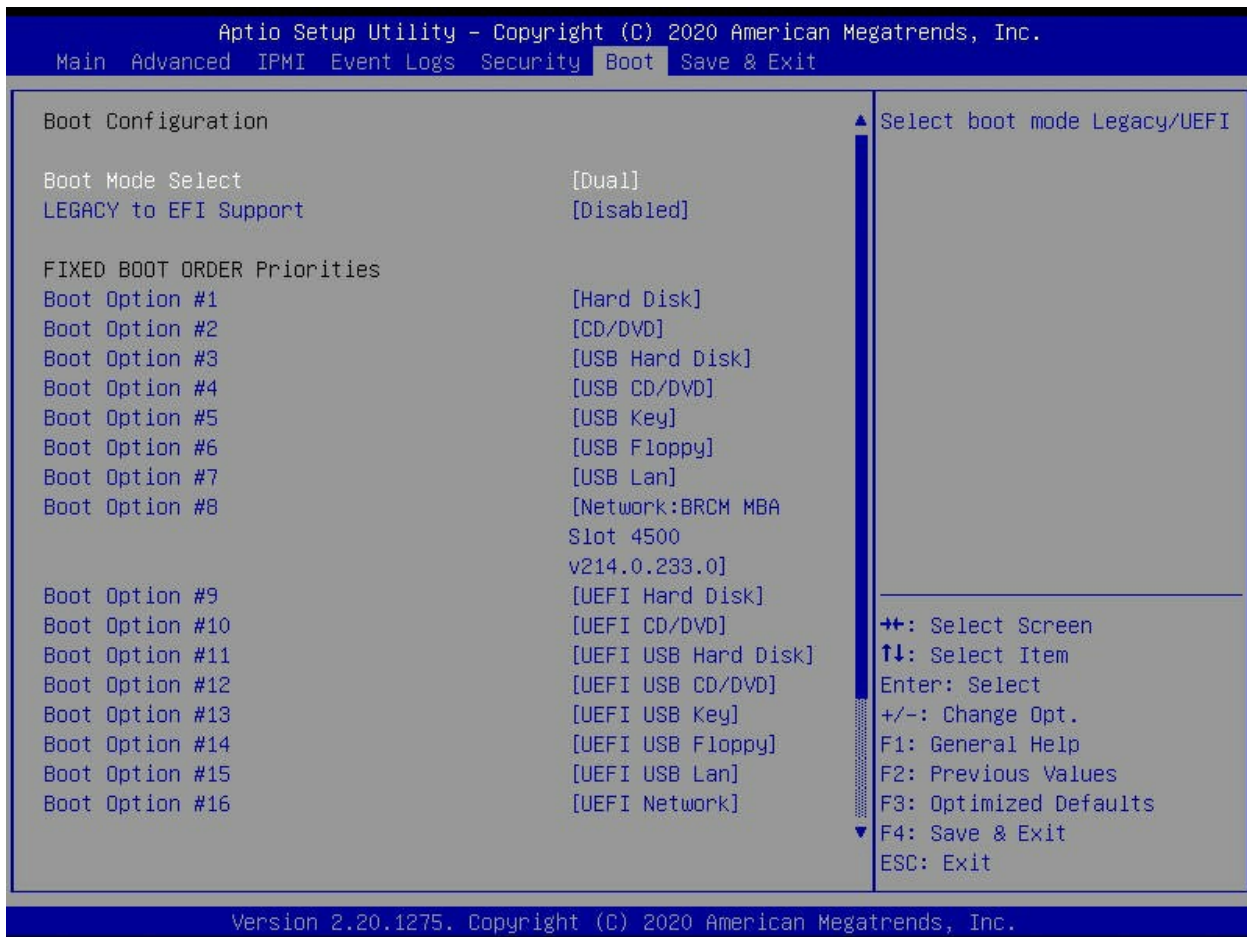 Aptio Setup Utility – Copyright (C) 2020 American Megatrends, Inc.
Main Advanced IPMI Event Logs Security Boot Save & Exit
Boot Configuration
Boot Mode Select [Dual]
LEGACY to EFI Support [Disabled]
FIXED BOOT ORDER Priorities
Boot Option #1 [Hard Disk]
Boot Option #2 [CD/DVD]
Boot Option #3 [USB Hard Disk]
Boot Option #4 [USB CD/DVD]
Boot Option #5 [USB Key]
Boot Option #6 [USB Floppy]
Boot Option #7 [USB Lan]
Boot Option #8 [Network:BRCM MBA
Slot 4500
v214.0.233.0]
Boot Option #9 [UEFI Hard Disk]
Boot Option #10 [UEFI CD/DVD]
Boot Option #11 [UEFI USB Hard Disk]
Boot Option #12 [UEFI USB CD/DVD]
Boot Option #13 [UEFI USB Key]
Boot Option #14 [UEFI USB Floppy]
Boot Option #15 [UEFI USB Lan]
Boot Option #16 [UEFI Network]
Select boot mode Legacy/UEFI
→←: Select Screen
↑↓: Select Item
Enter: Select
+/-: Change Opt.
F1: General Help
F2: Previous Values
F3: Optimized Defaults
F4: Save & Exit
ESC: Exit
Version 2.20.1275. Copyright (C) 2020 American Megatrends, Inc.